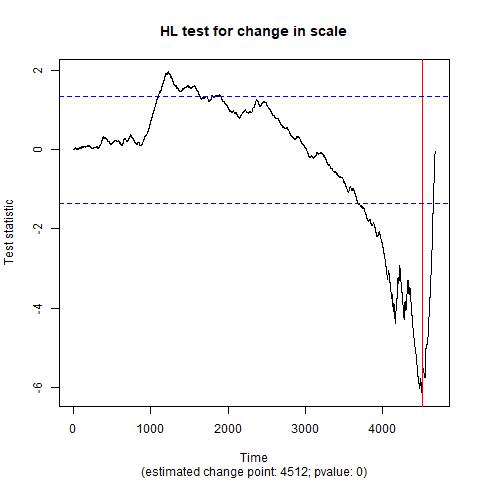 HL test for change in scale
Test statistic
2
0
-2
-4
-6
0 1000 2000 3000 4000
Time
(estimated change point: 4512; pvalue: 0)